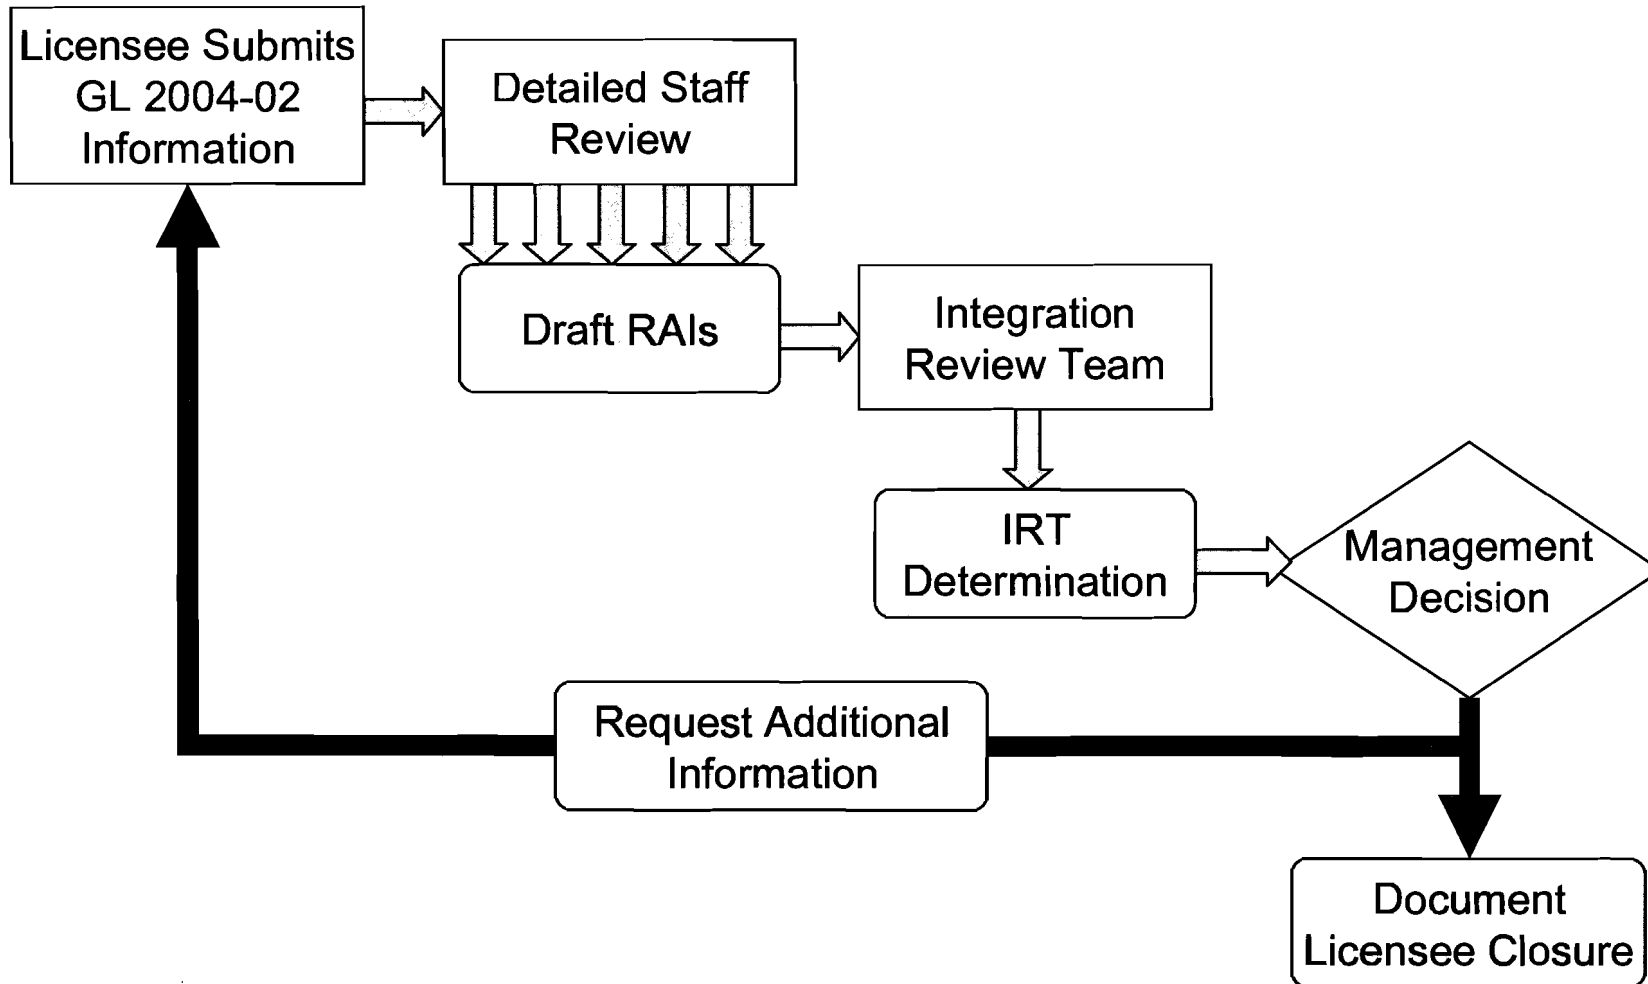 Licensee Submits
GL 2004-02
Information
Detailed Staff
Review
Draft RAIs
Integration
Review Team
IRT
Determination
Management
Decision
Request Additional
Information
Document
Licensee Closure